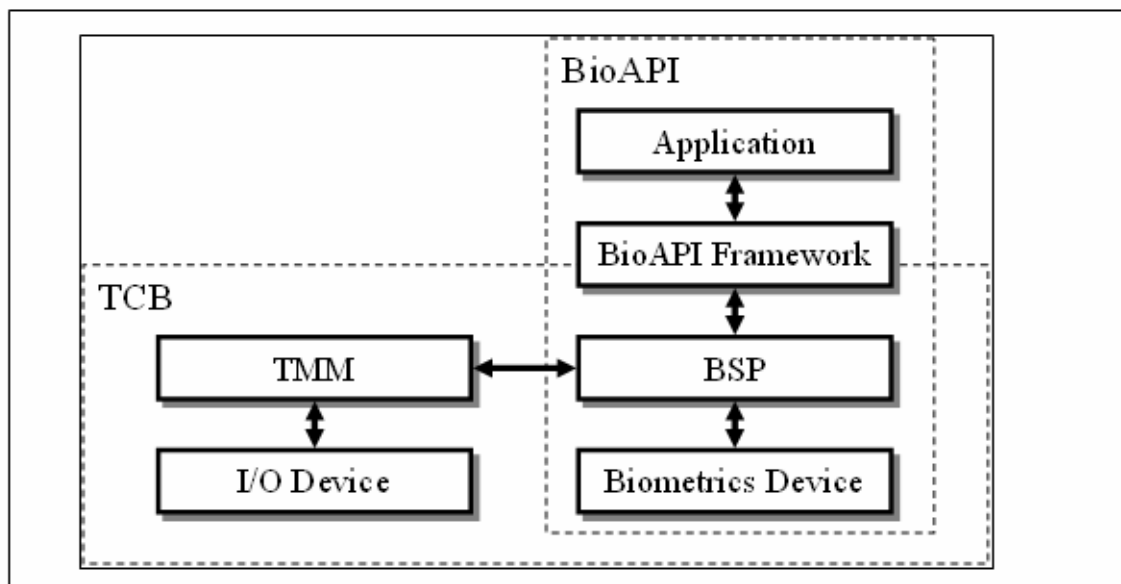 BioAPI
Application
BioAPI Framework
TCB
TMM
BSP
I/O Device
Biometrics Device